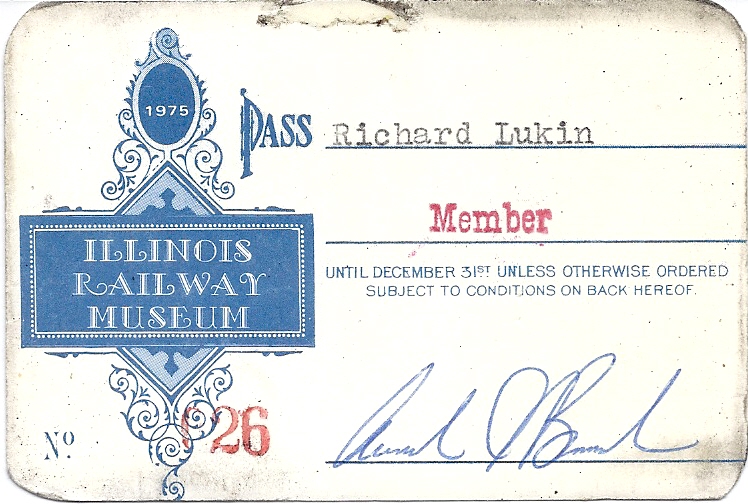 1975
PASS Richard Lukin
Member
ILLINOIS
RAILWAY
MUSEUM
UNTIL DECEMBER 31ST UNLESS OTHERWISE ORDERED
SUBJECT TO CONDITIONS ON BACK HEREOF.
Nº 26